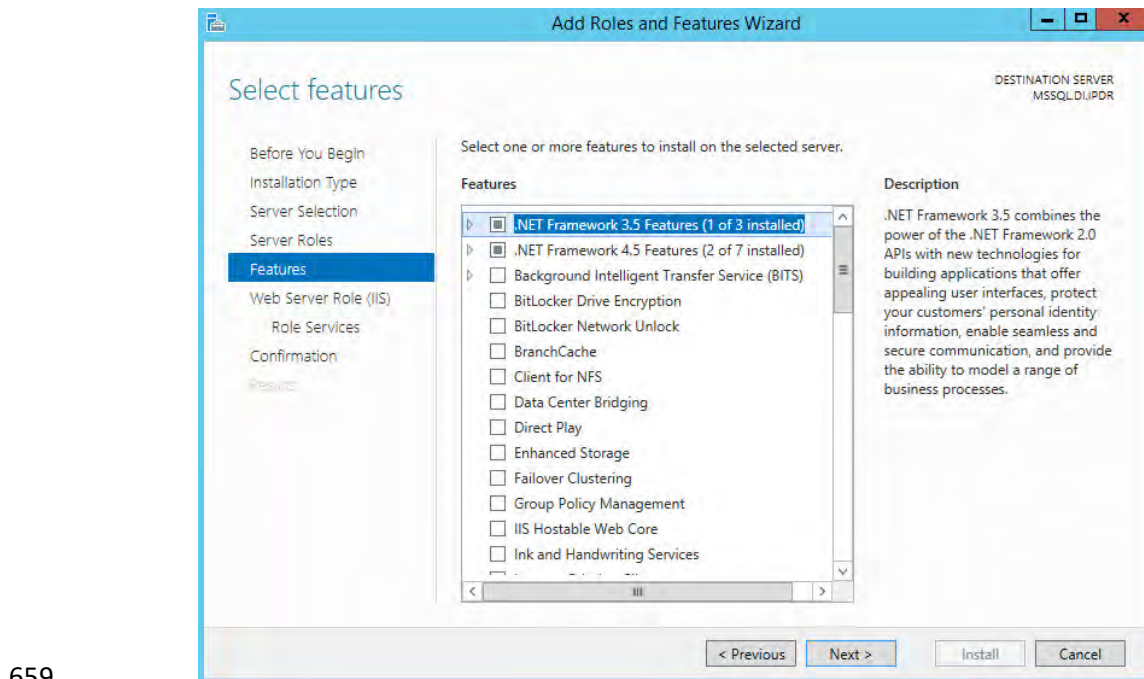 Add Roles and Features Wizard
Select features
DESTINATION SERVER
MSSQL.DI.IPDR
Before You Begin
Installation Type
Server Selection
Server Roles
Features
Web Server Role (IIS)
Role Services
Confirmation
Results
Select one or more features to install on the selected server.
Features
.NET Framework 3.5 Features (1 of 3 installed)
.NET Framework 4.5 Features (2 of 7 installed)
Background Intelligent Transfer Service (BITS)
BitLocker Drive Encryption
BitLocker Network Unlock
BranchCache
Client for NFS
Data Center Bridging
Direct Play
Enhanced Storage
Failover Clustering
Group Policy Management
IIS Hostable Web Core
Ink and Handwriting Services
Description
.NET Framework 3.5 combines the
power of the .NET Framework 2.0
APIs with new technologies for
building applications that offer
appealing user interfaces, protect
your customers' personal identity
information, enable seamless and
secure communication, and provide
the ability to model a range of
business processes.
< Previous
Next >
Install
Cancel
659